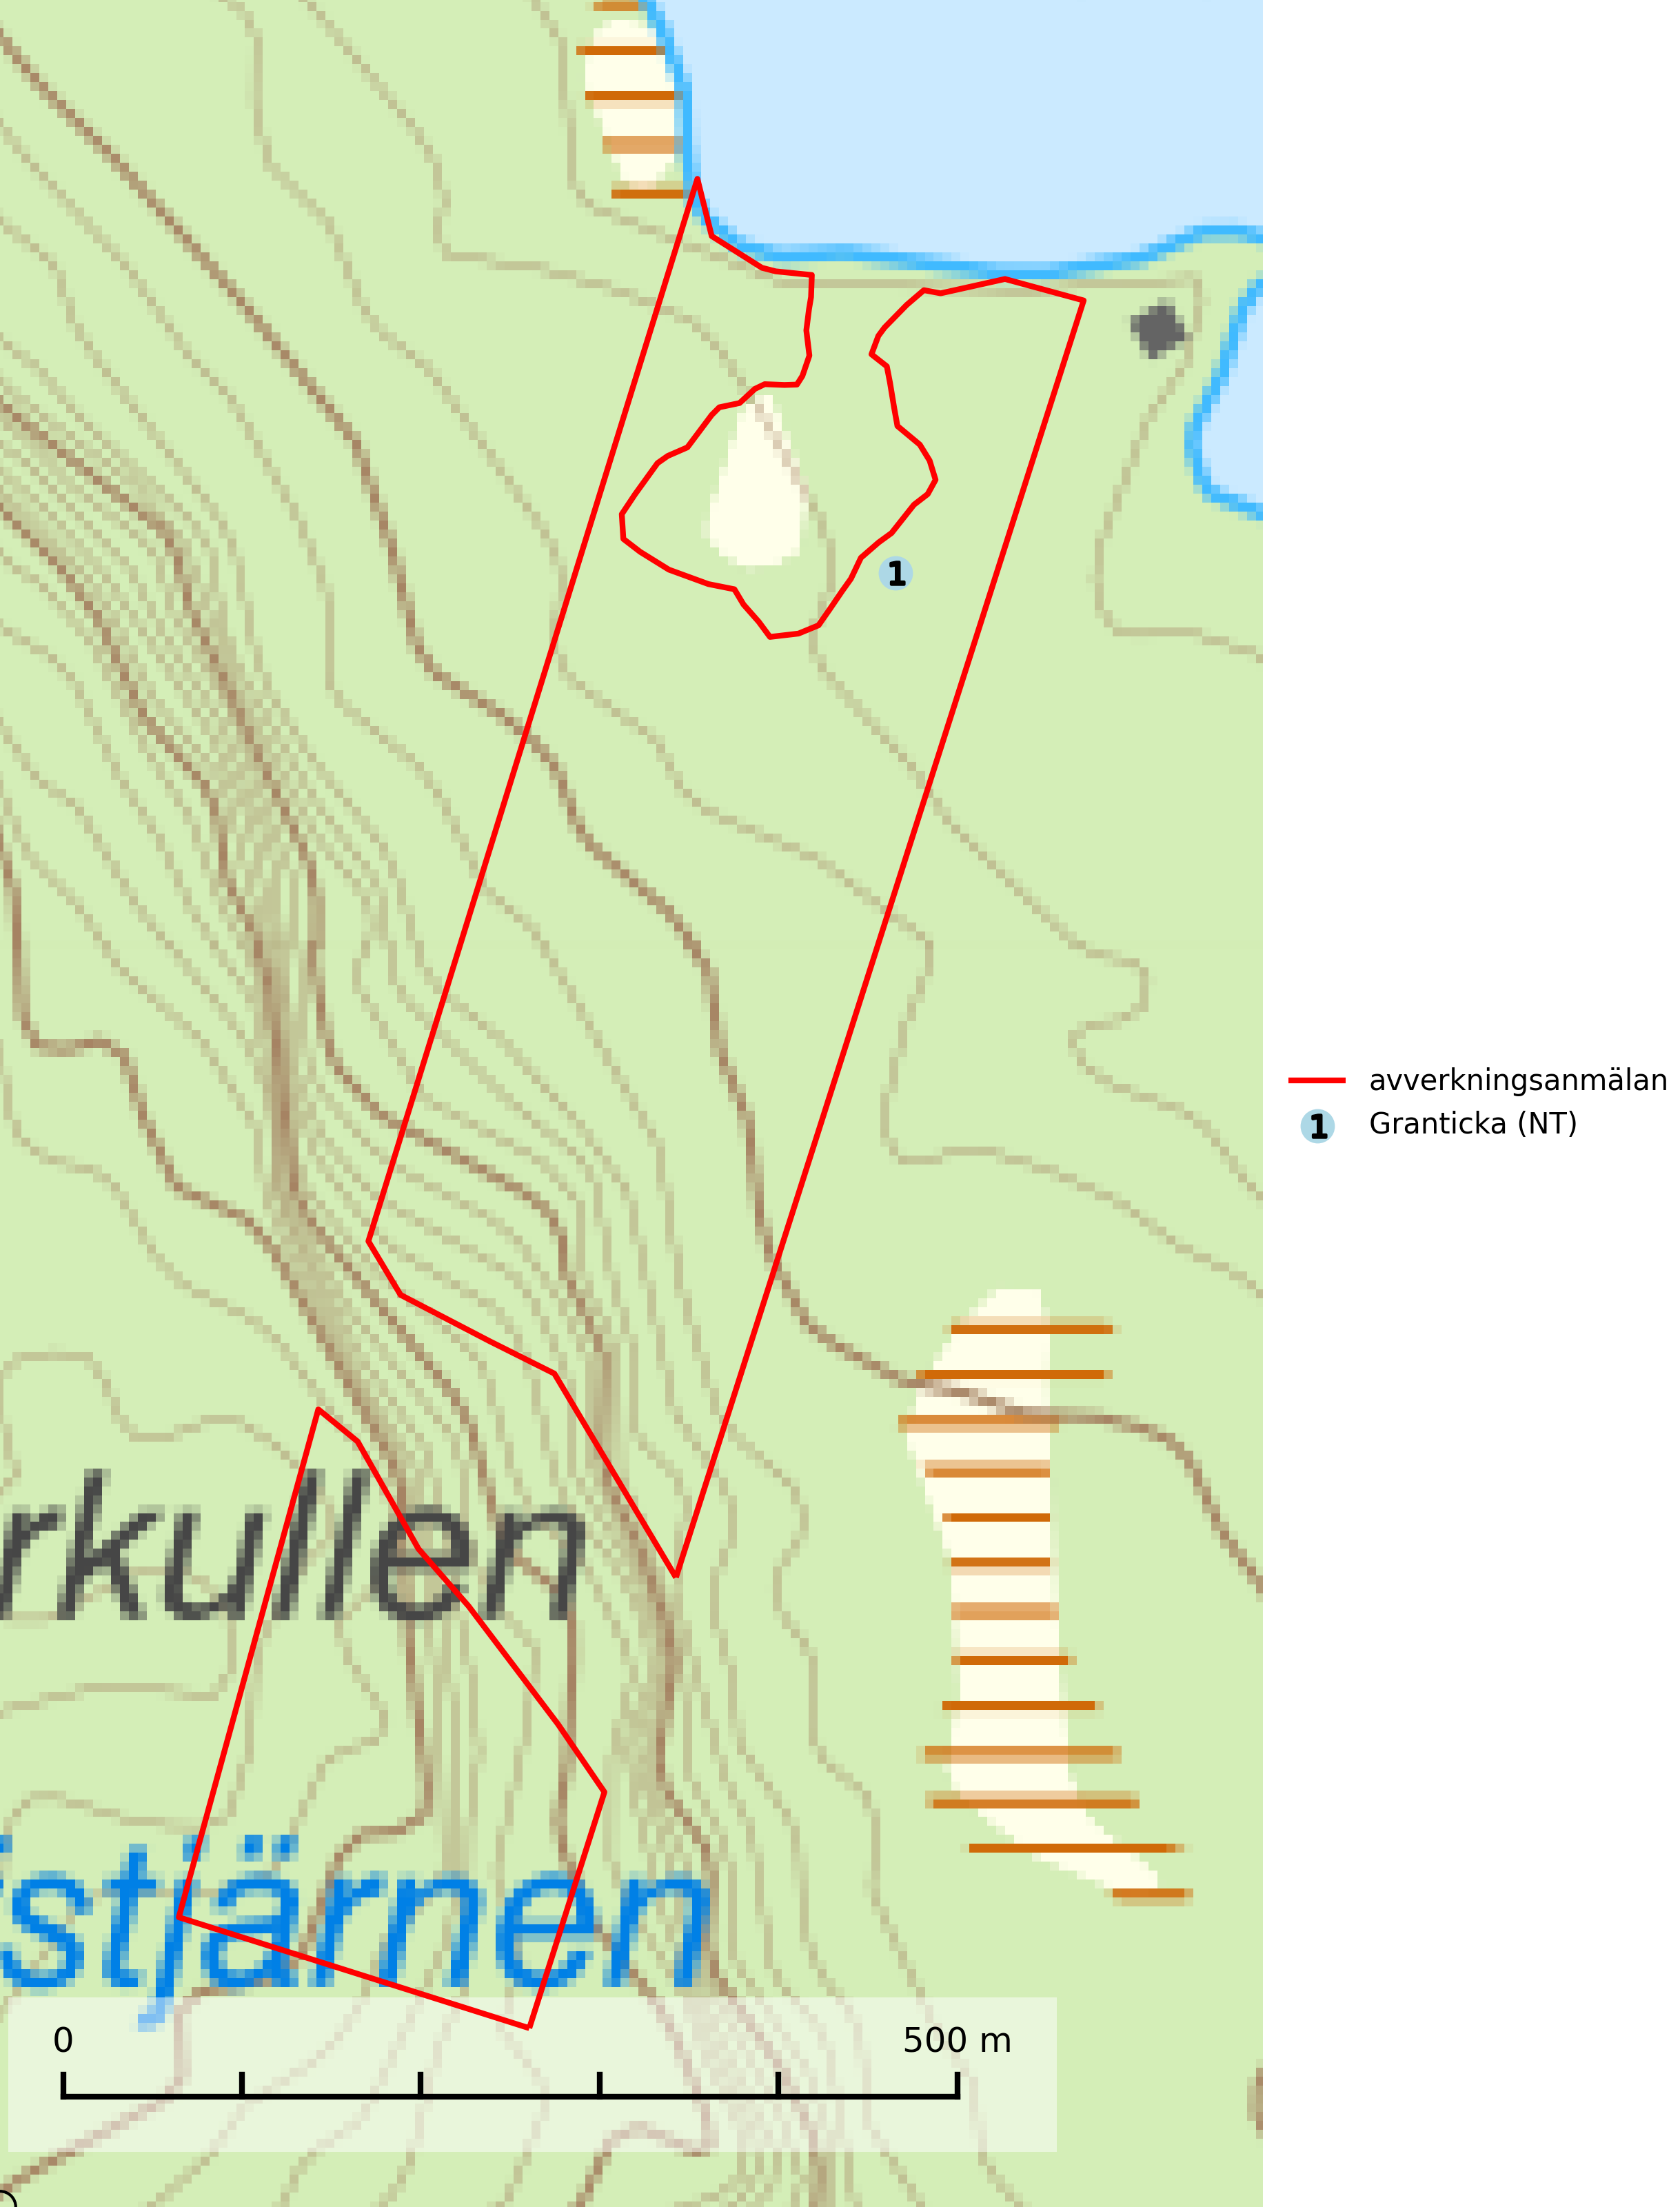 1
rkullen
stjärnen
0 500 m
avverkningsanmälan
1 Granticka (NT)